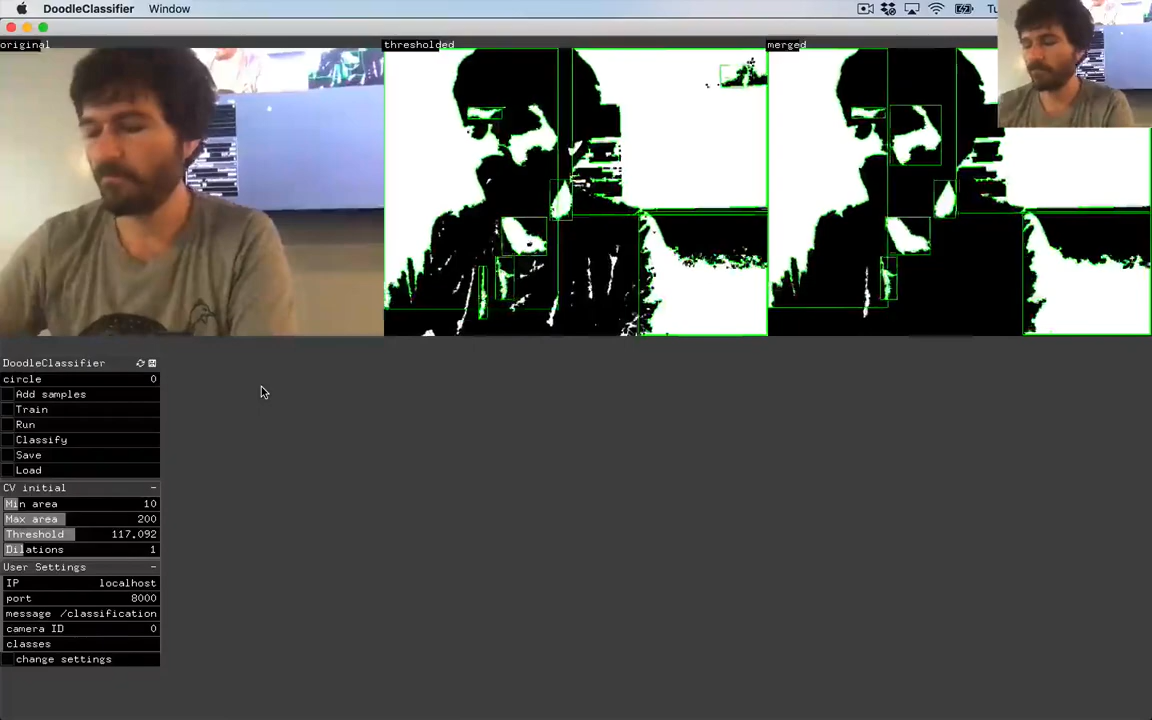 DoodleClassifier Window Tu
original thresholded merged
DoodleClassifier
circle 0
Add samples
Train
Run
Classify
Save
Load
CV initial -
Min area 10
Max area 200
Threshold 117.092
Dilations 1
User Settings -
IP localhost
port 8000
message /classification
camera ID 0
classes
change settings